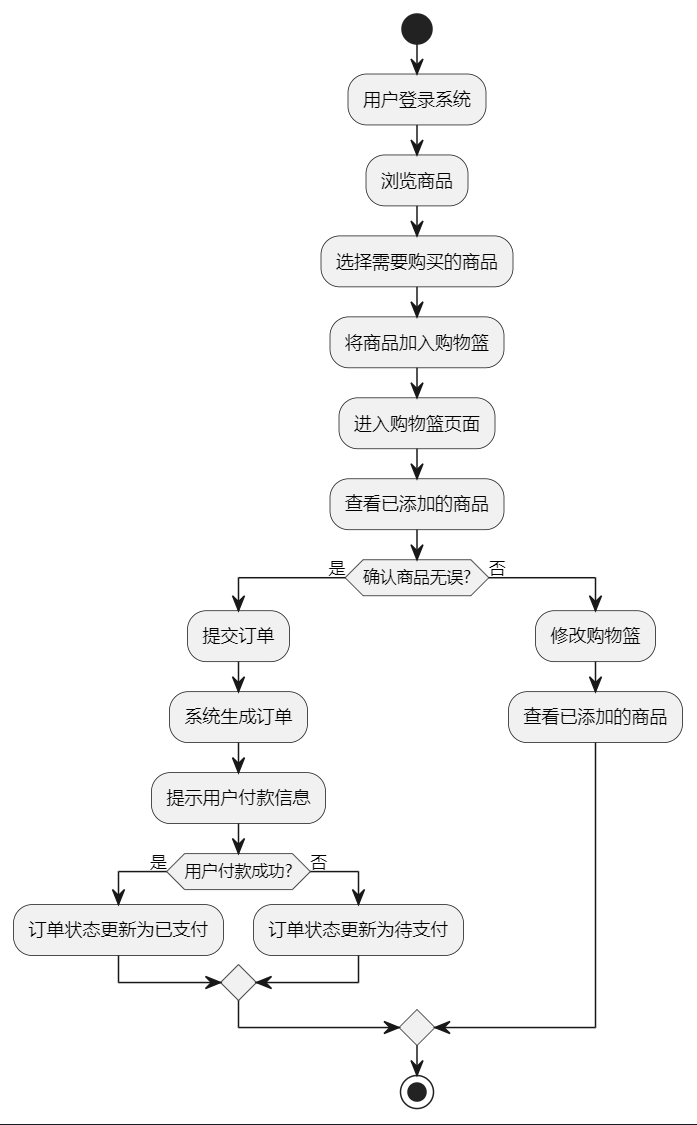 用户登录系统
浏览商品
选择需要购买的商品
将商品加入购物篮
进入购物篮页面
查看已添加的商品
是
确认商品无误?
否
提交订单
修改购物篮
系统生成订单
查看已添加的商品
提示用户付款信息
是
用户付款成功?
否
订单状态更新为已支付
订单状态更新为待支付